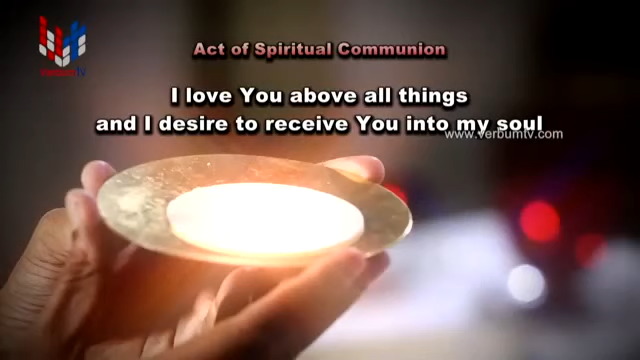 Act of Spiritual Communion
I love You above all things
and I desire to receive You into my soul
www.verbumtv.com
VerbumTV